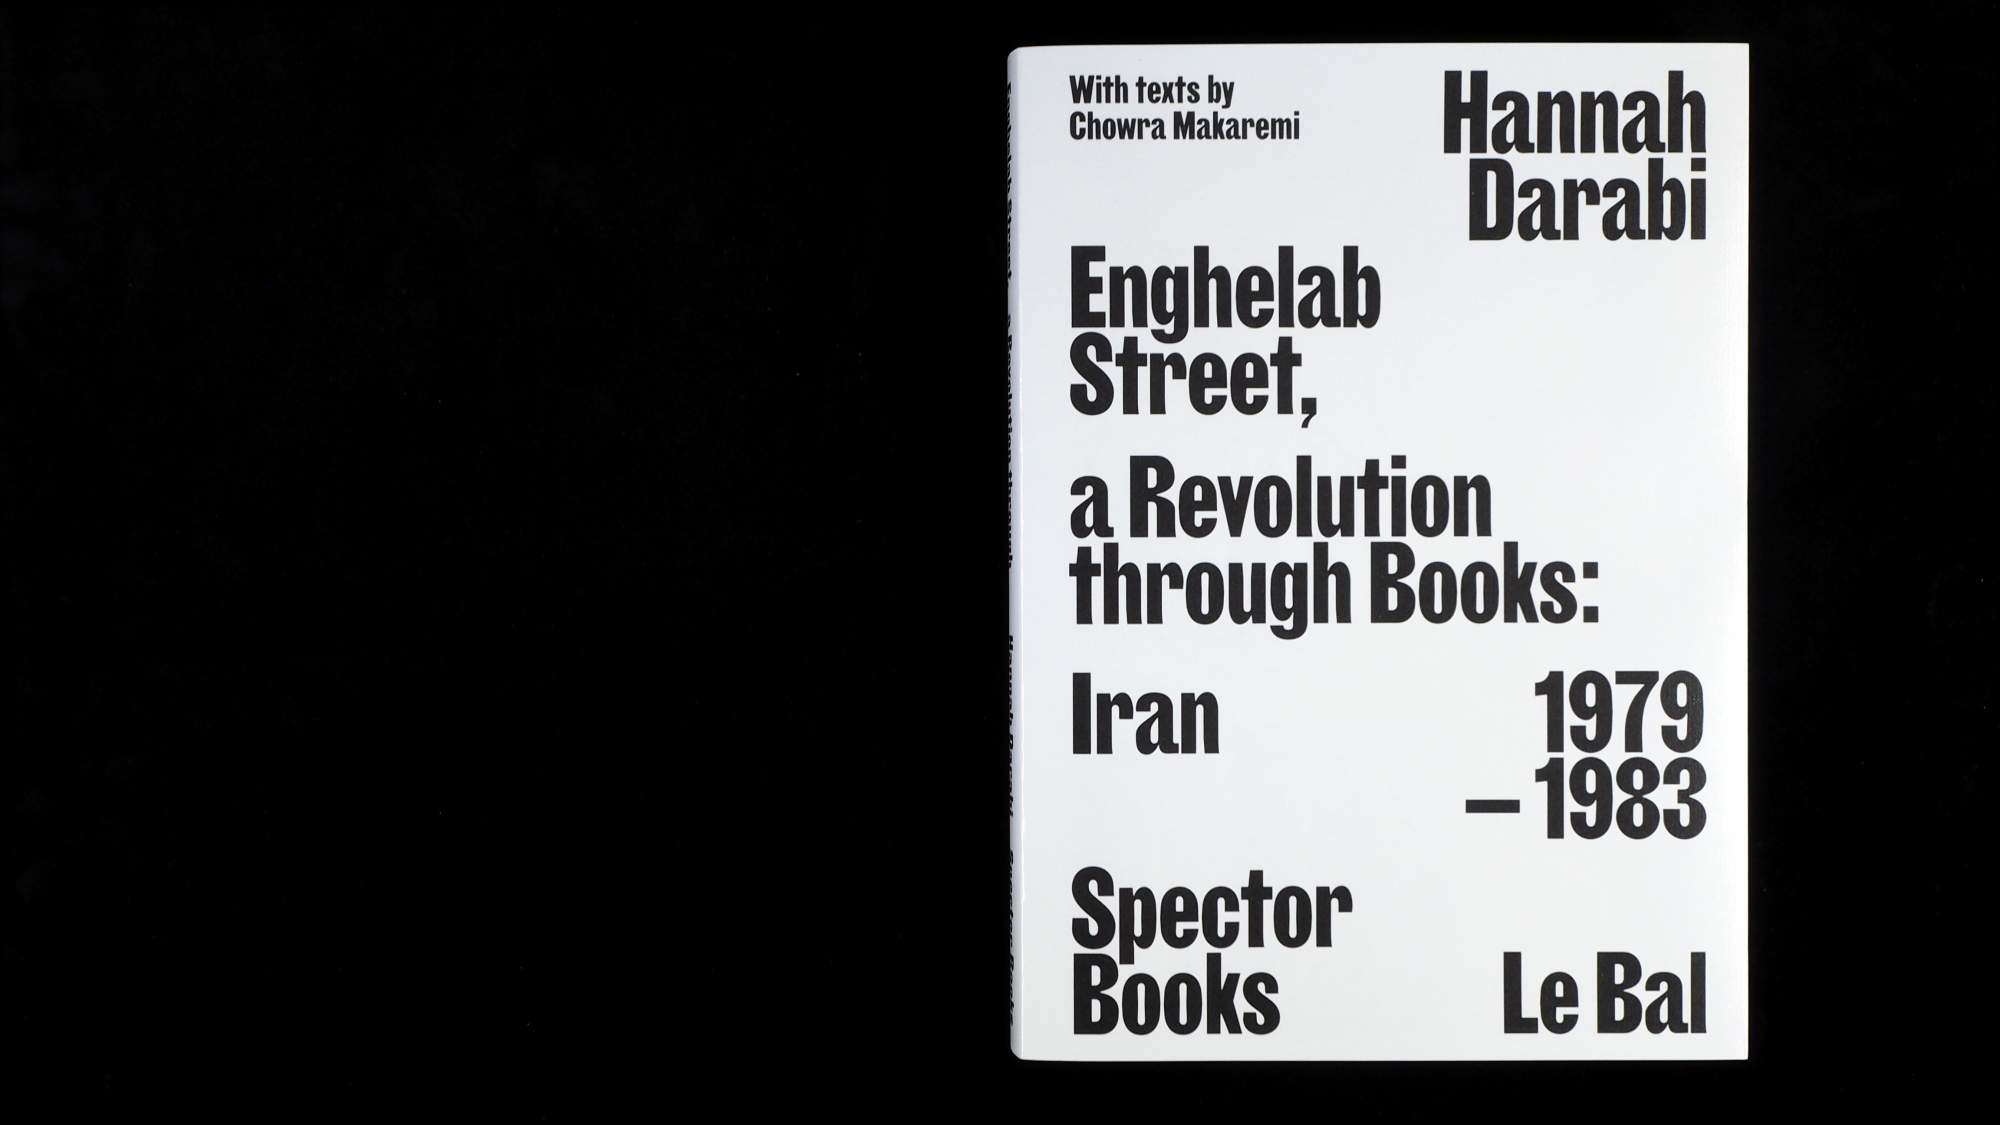 With texts by
Chowra Makaremi
Hannah
Darabi
Enghelab
Street,
a Revolution
through Books:
Iran
1979
– 1983
Spector
Books
Le Bal